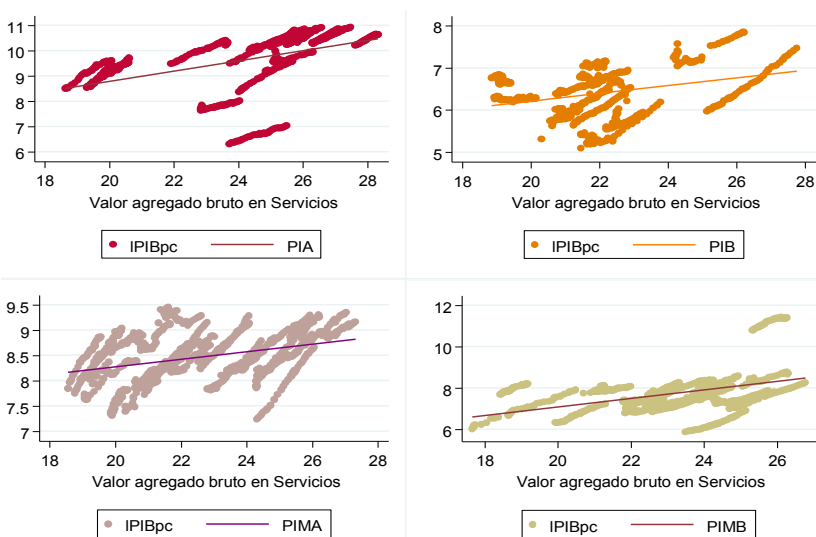 11
10
9
8
7
6
18 20 22 24 26 28
Valor agregado bruto en Servicios
lPIBpc PIA
8
7
6
5
18 20 22 24 26 28
Valor agregado bruto en Servicios
lPIBpc PIB
9.5
9
8.5
8
7.5
7
18 20 22 24 26 28
Valor agregado bruto en Servicios
lPIBpc PIMA
12
10
8
6
18 20 22 24 26
Valor agregado bruto en Servicios
lPIBpc PIMB